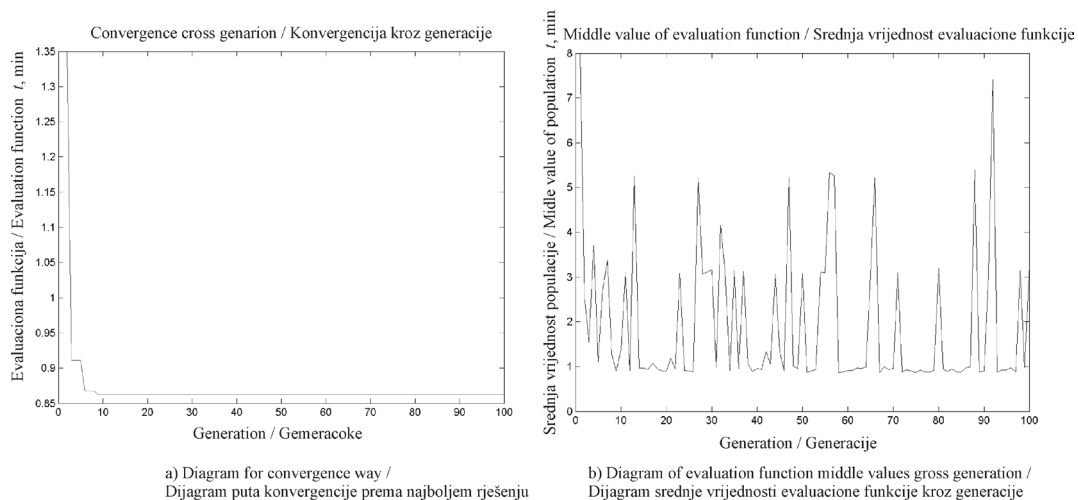 Convergence cross genarion / Konvergencija kroz generacije
Evaluaciona funkcija / Evaluation function t, min
1.35
1.3
1.25
1.2
1.15
1.1
1.05
1
0.95
0.9
0.85
0 10 20 30 40 50 60 70 80 90 100
Generation / Gemeracoke
a) Diagram for convergence way /
Dijagram puta konvergencije prema najboljem rješenju
Middle value of evaluation function / Srednja vrijednost evaluacione funkcije
Srednja vrijednost populacije / Midle value of population t, min
8
7
6
5
4
3
2
1
0
0 10 20 30 40 50 60 70 80 90 100
Generation / Generacije
b) Diagram of evaluation function middle values gross generation /
Dijagram srednje vrijednosti evaluacione funkcije kroz generacije